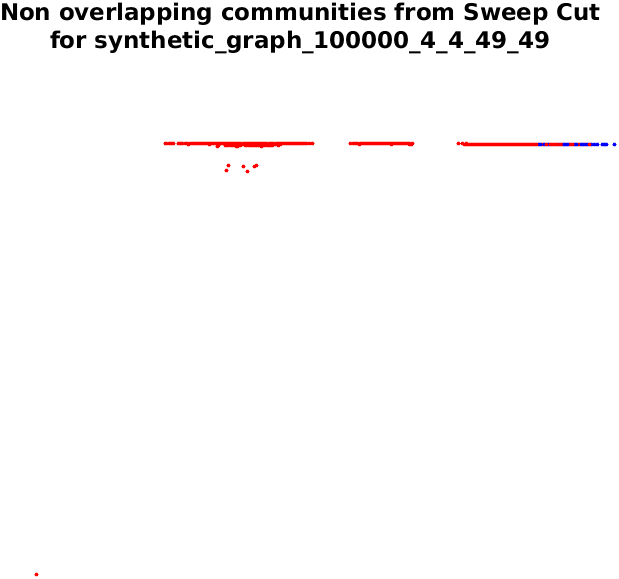 Non overlapping communities from Sweep Cut
for synthetic_graph_100000_4_4_49_49